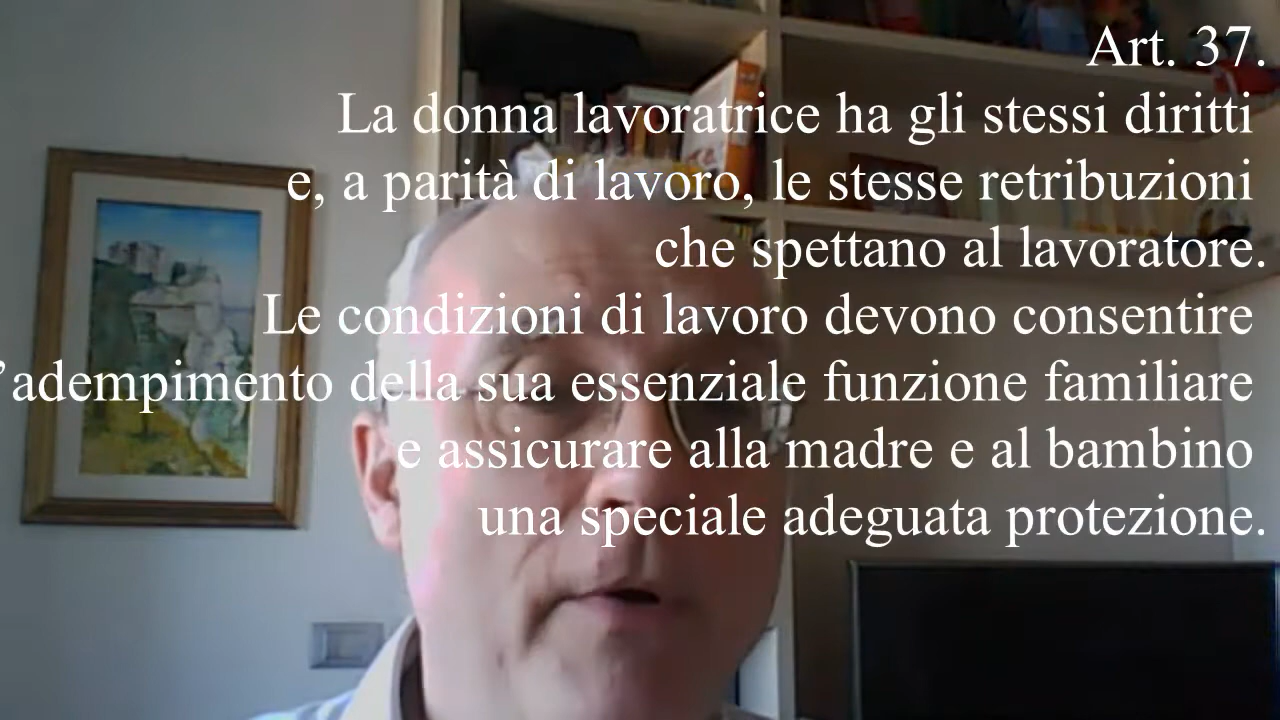 Art. 37.
La donna lavoratrice ha gli stessi diritti
e, a parità di lavoro, le stesse retribuzioni
che spettano al lavoratore.
Le condizioni di lavoro devono consentire
’adempimento della sua essenziale funzione familiare
e assicurare alla madre e al bambino
una speciale adeguata protezione.